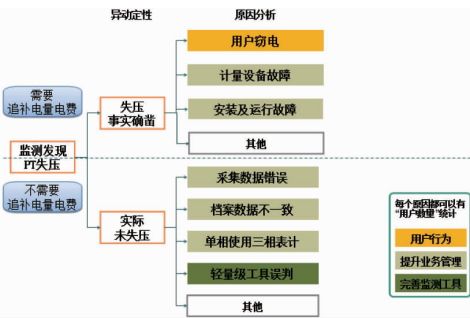 异动定性
原因分析
用户窃电
需要
追补电量电费
计量设备故障
失压
事实确凿
安装及运行故障
其他
监测发现
PT失压
采集数据错误
不需要
追补电量电费
档案数据不一致
实际
未失压
单相使用三相表计
轻量级工具误判
其他
每个原因都可以有
“用户数量”统计
用户行为
提升业务管理
完善监测工具